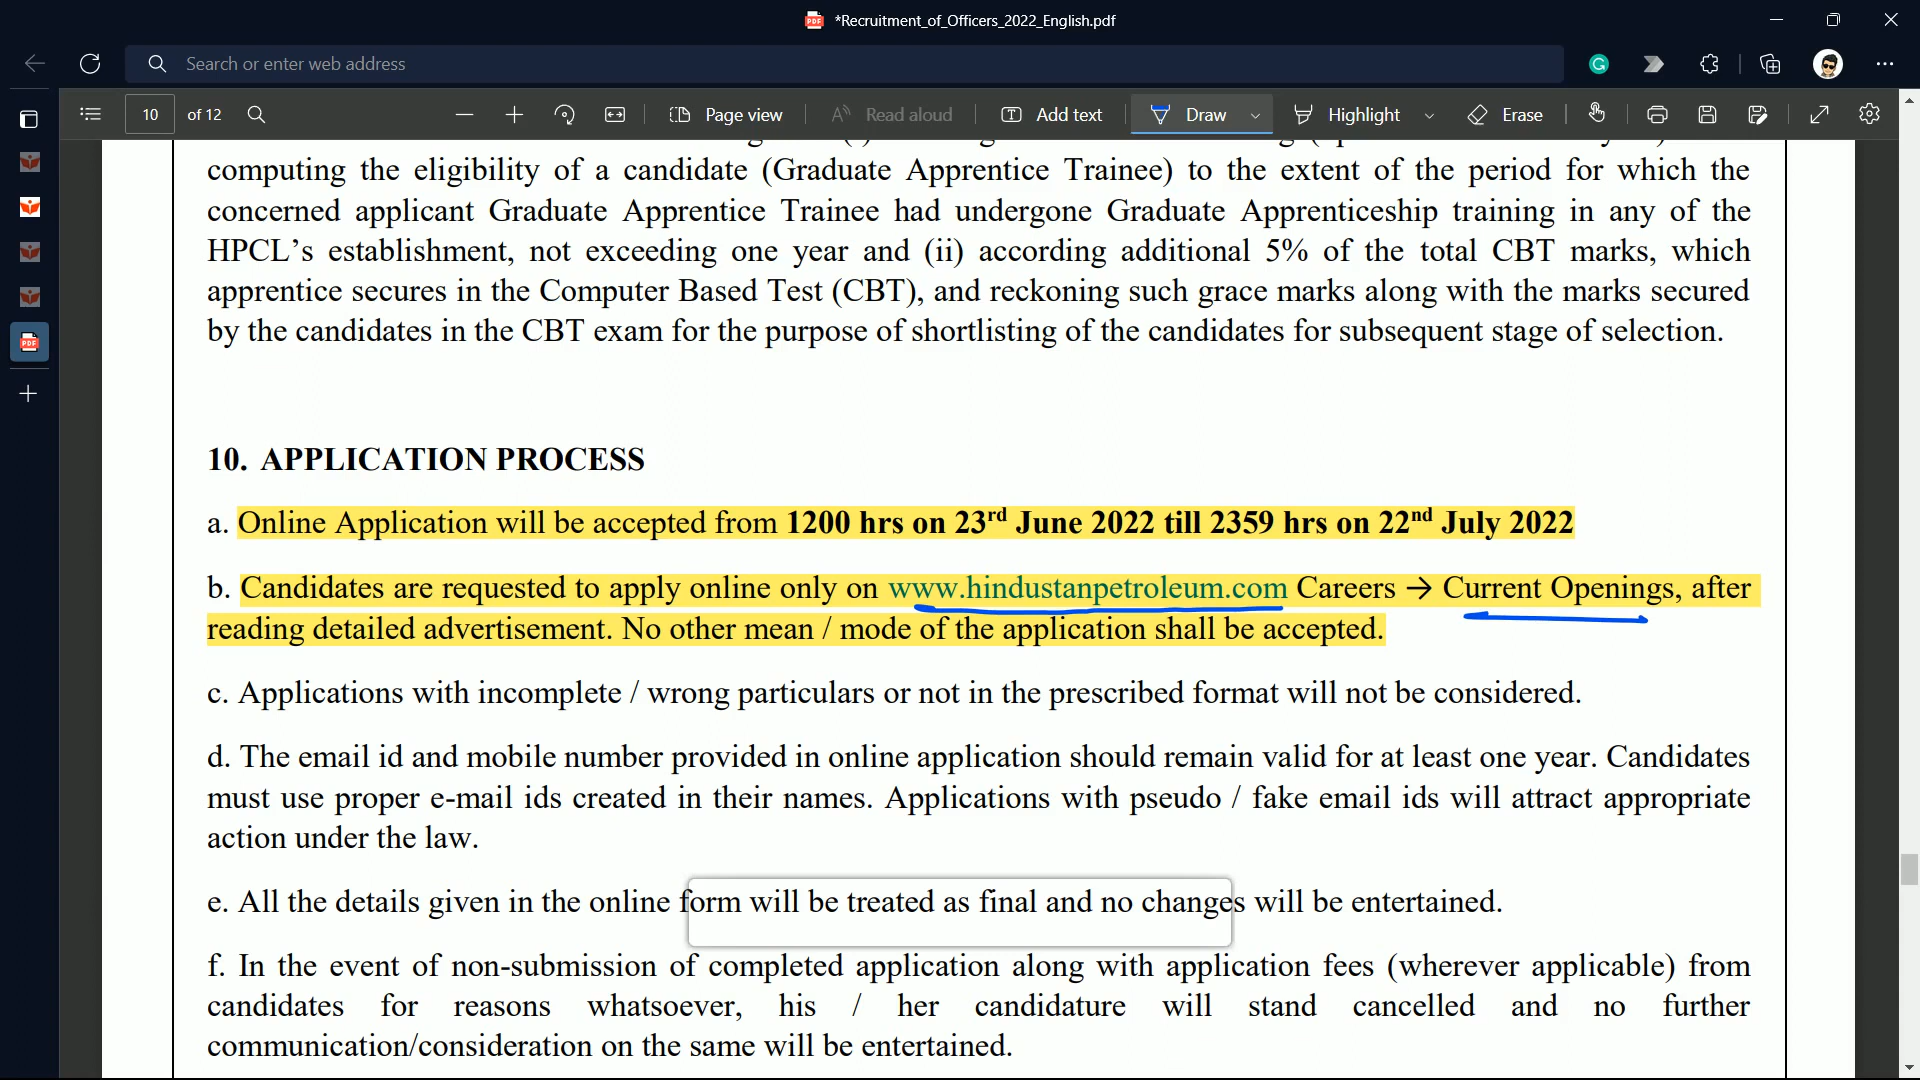 *Recruitment_of_Officers_2022_English.pdf
Search or enter web address
10 of 12 Page view Read aloud Add text Draw Highlight Erase
computing the eligibility of a candidate (Graduate Apprentice Trainee) to the extent of the period for which the
concerned applicant Graduate Apprentice Trainee had undergone Graduate Apprenticeship training in any of the
HPCL’s establishment, not exceeding one year and (ii) according additional 5% of the total CBT marks, which
apprentice secures in the Computer Based Test (CBT), and reckoning such grace marks along with the marks secured
by the candidates in the CBT exam for the purpose of shortlisting of the candidates for subsequent stage of selection.
10. APPLICATION PROCESS
a. Online Application will be accepted from 1200 hrs on 23rd June 2022 till 2359 hrs on 22nd July 2022
b. Candidates are requested to apply online only on www.hindustanpetroleum.com Careers → Current Openings, after
reading detailed advertisement. No other mean / mode of the application shall be accepted.
c. Applications with incomplete / wrong particulars or not in the prescribed format will not be considered.
d. The email id and mobile number provided in online application should remain valid for at least one year. Candidates
must use proper e-mail ids created in their names. Applications with pseudo / fake email ids will attract appropriate
action under the law.
e. All the details given in the online form will be treated as final and no changes will be entertained.
f. In the event of non-submission of completed application along with application fees (wherever applicable) from
candidates for reasons whatsoever, his / her candidature will stand cancelled and no further
communication/consideration on the same will be entertained.